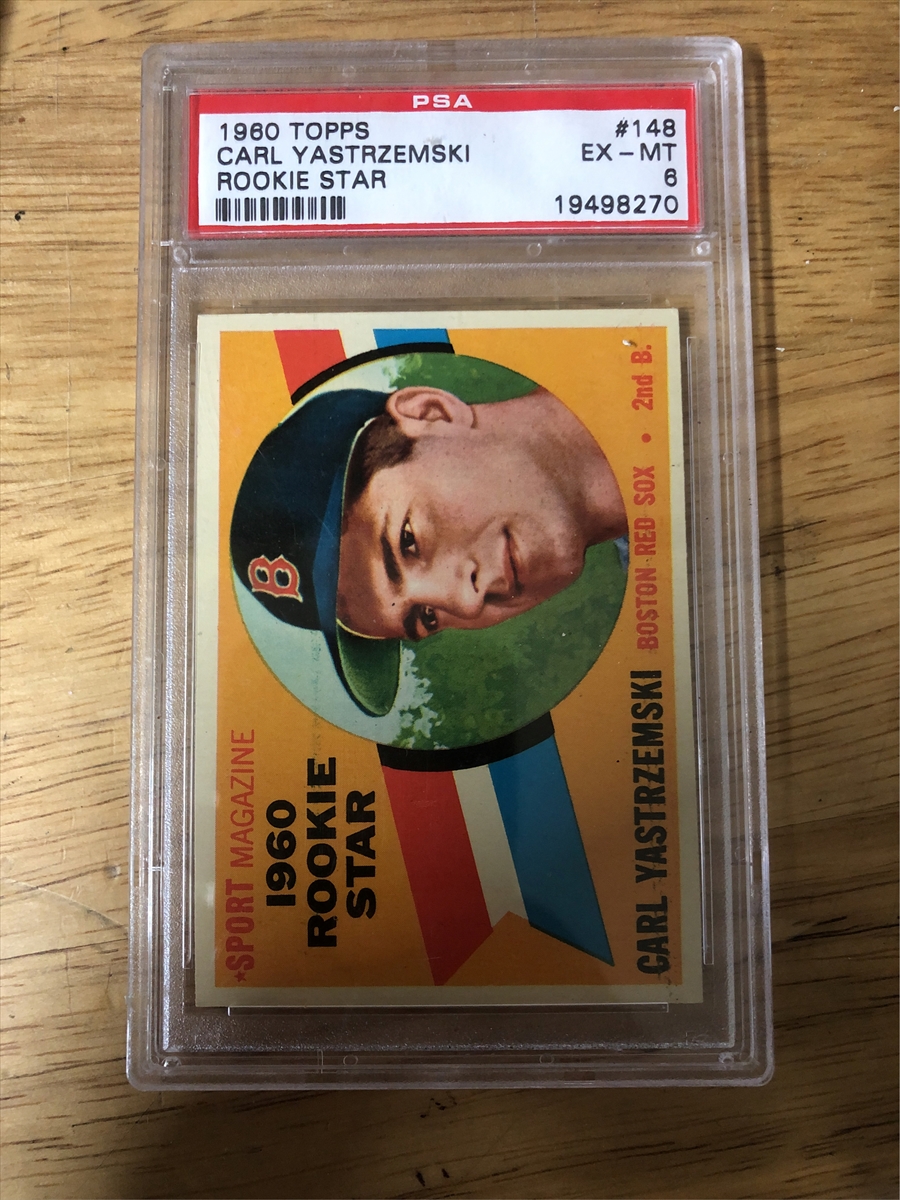 PSA
1960 TOPPS #148
CARL YASTRZEMSKI EX-MT
ROOKIE STAR 6
19498270
B
★SPORT MAGAZINE
1960
ROOKIE
STAR
CARL YASTRZEMSKI BOSTON RED SOX • 2nd B.